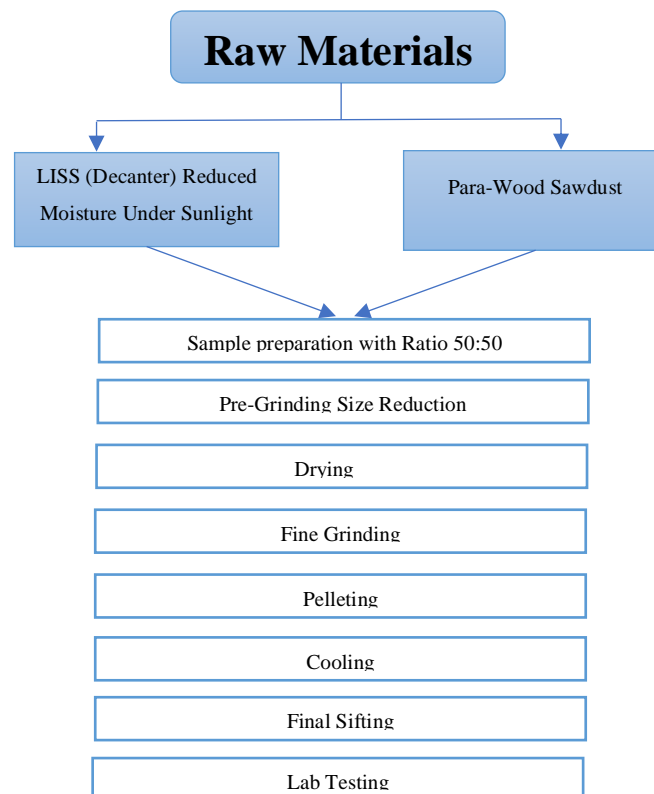 Raw Materials
LISS (Decanter) Reduced
Moisture Under Sunlight
Para-Wood Sawdust
Sample preparation with Ratio 50:50
Pre-Grinding Size Reduction
Drying
Fine Grinding
Pelleting
Cooling
Final Sifting
Lab Testing